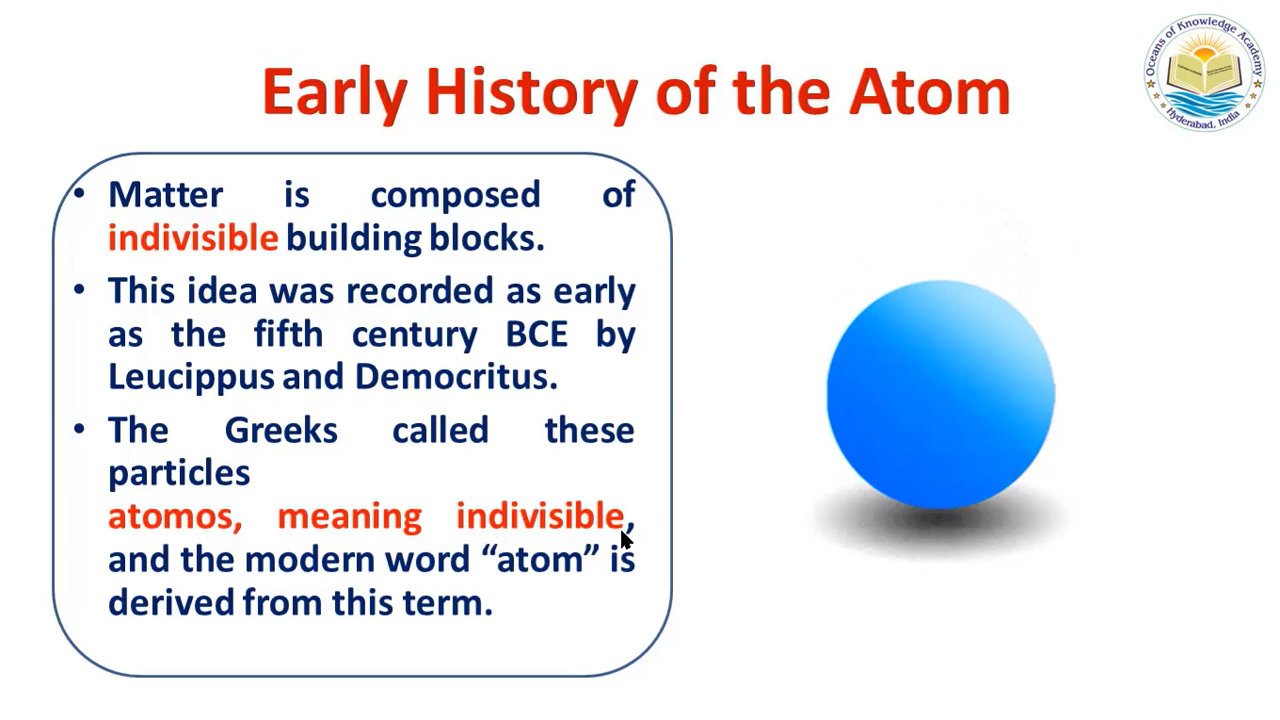 Early History of the Atom
Oceans of Knowledge Academy
Hyderabad, India
• Matter is composed of
indivisible building blocks.
• This idea was recorded as early
as the fifth century BCE by
Leucippus and Democritus.
• The Greeks called these
particles
atomos, meaning indivisible,
and the modern word “atom” is
derived from this term.